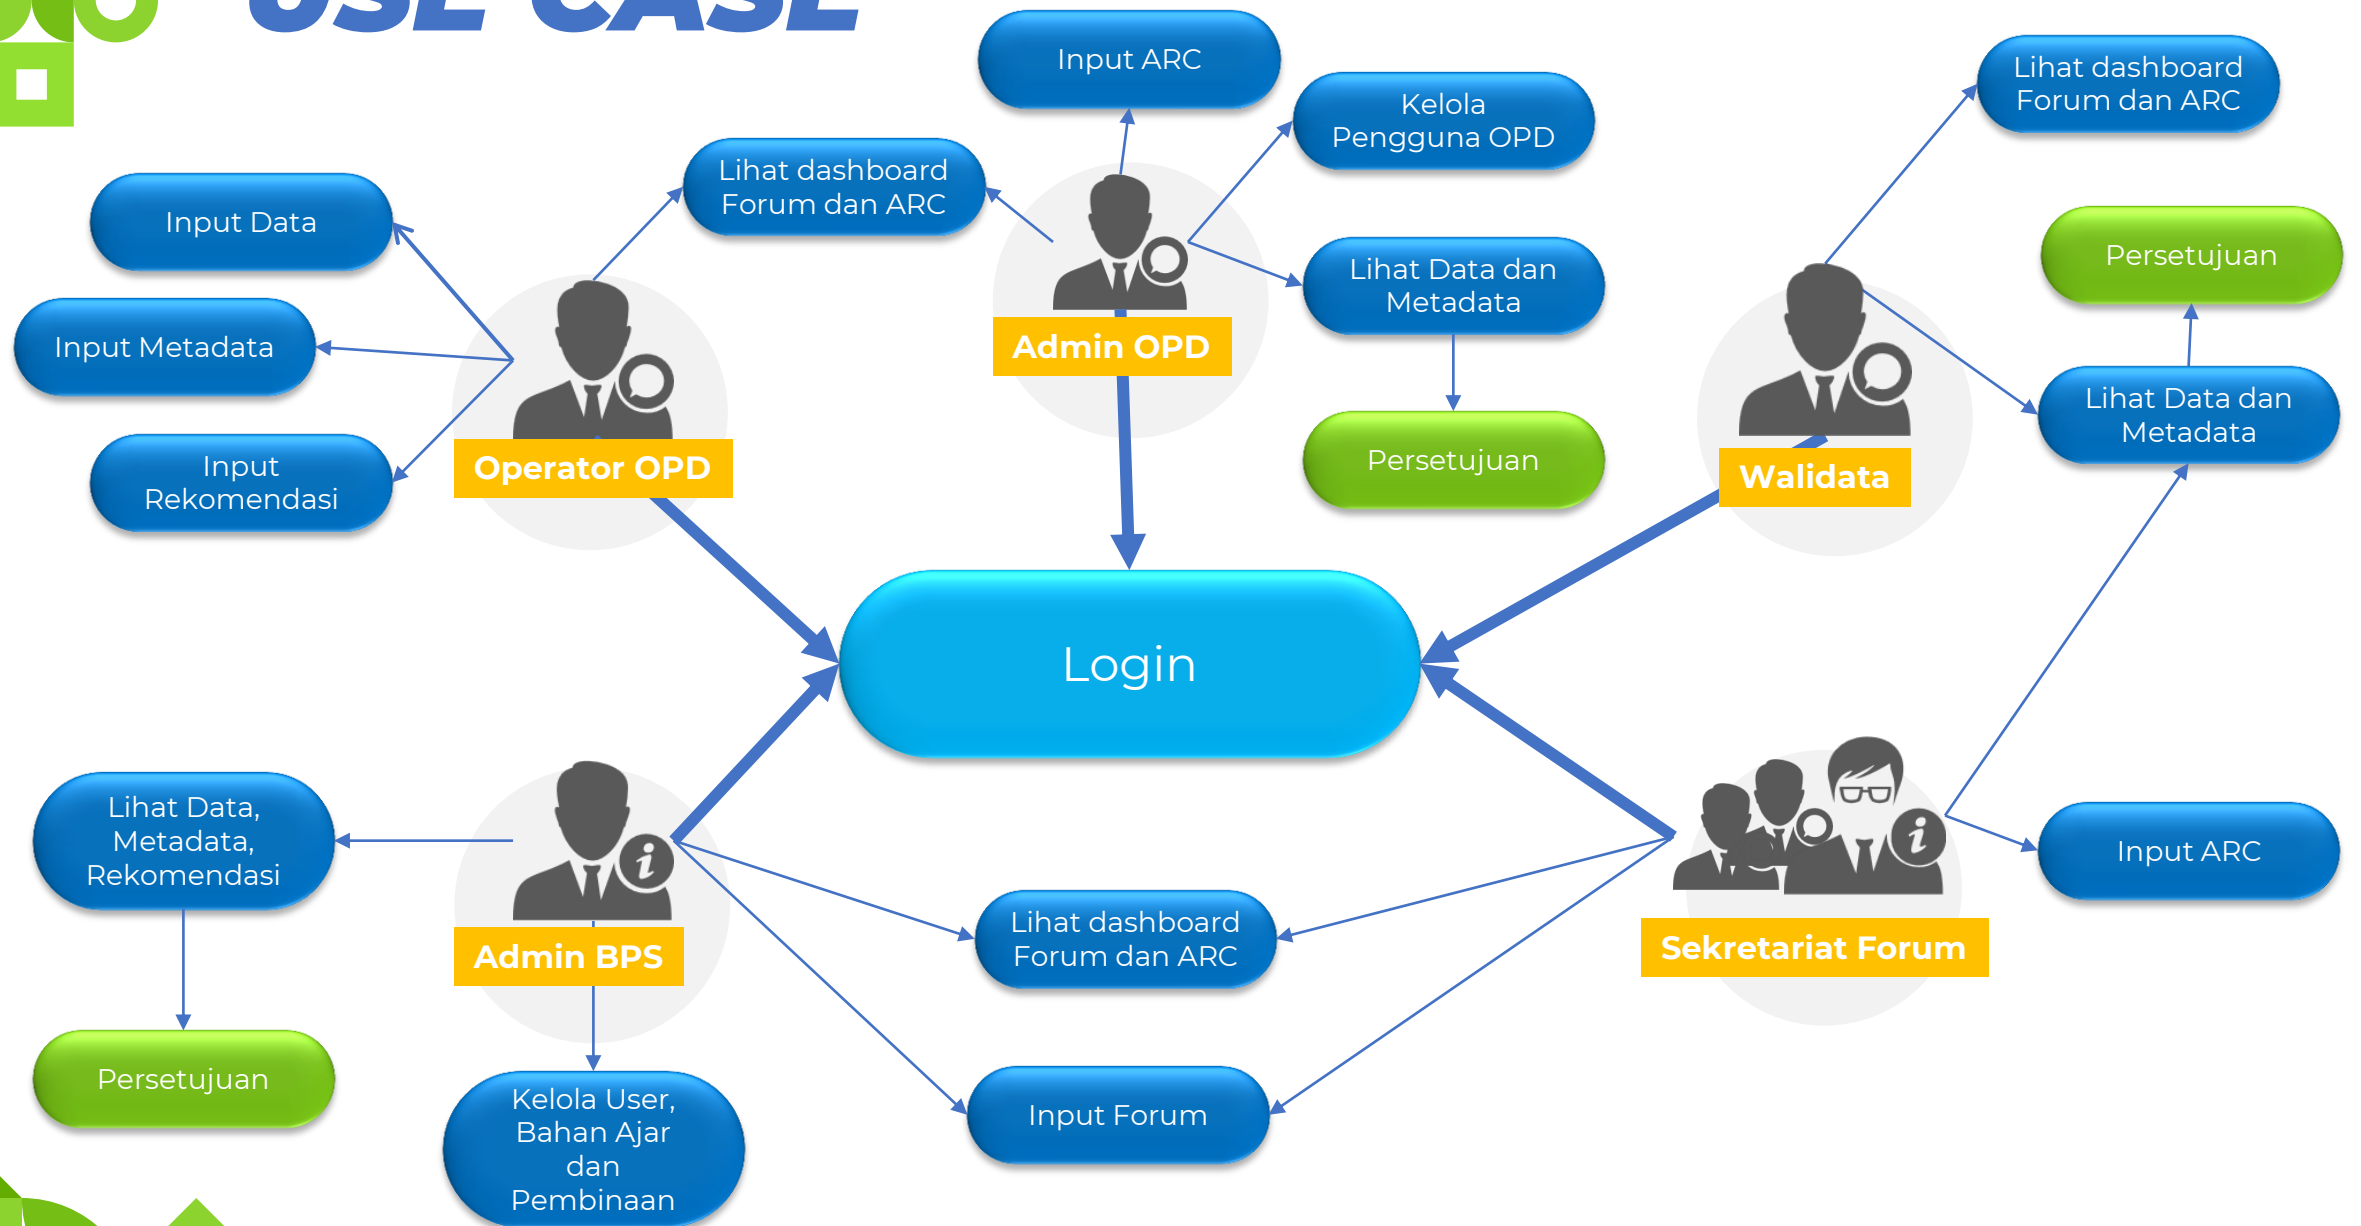 USE CASE
Input ARC
Kelola
Pengguna OPD
Lihat dashboard
Forum dan ARC
Lihat dashboard
Forum dan ARC
Input Data
Input Metadata
Input
Rekomendasi
Operator OPD
Admin OPD
Lihat Data dan
Metadata
Persetujuan
Walidata
Persetujuan
Lihat Data dan
Metadata
Login
Lihat Data,
Metadata,
Rekomendasi
Persetujuan
Admin BPS
Kelola User,
Bahan Ajar
dan
Pembinaan
Lihat dashboard
Forum dan ARC
Input Forum
Sekretariat Forum
Input ARC